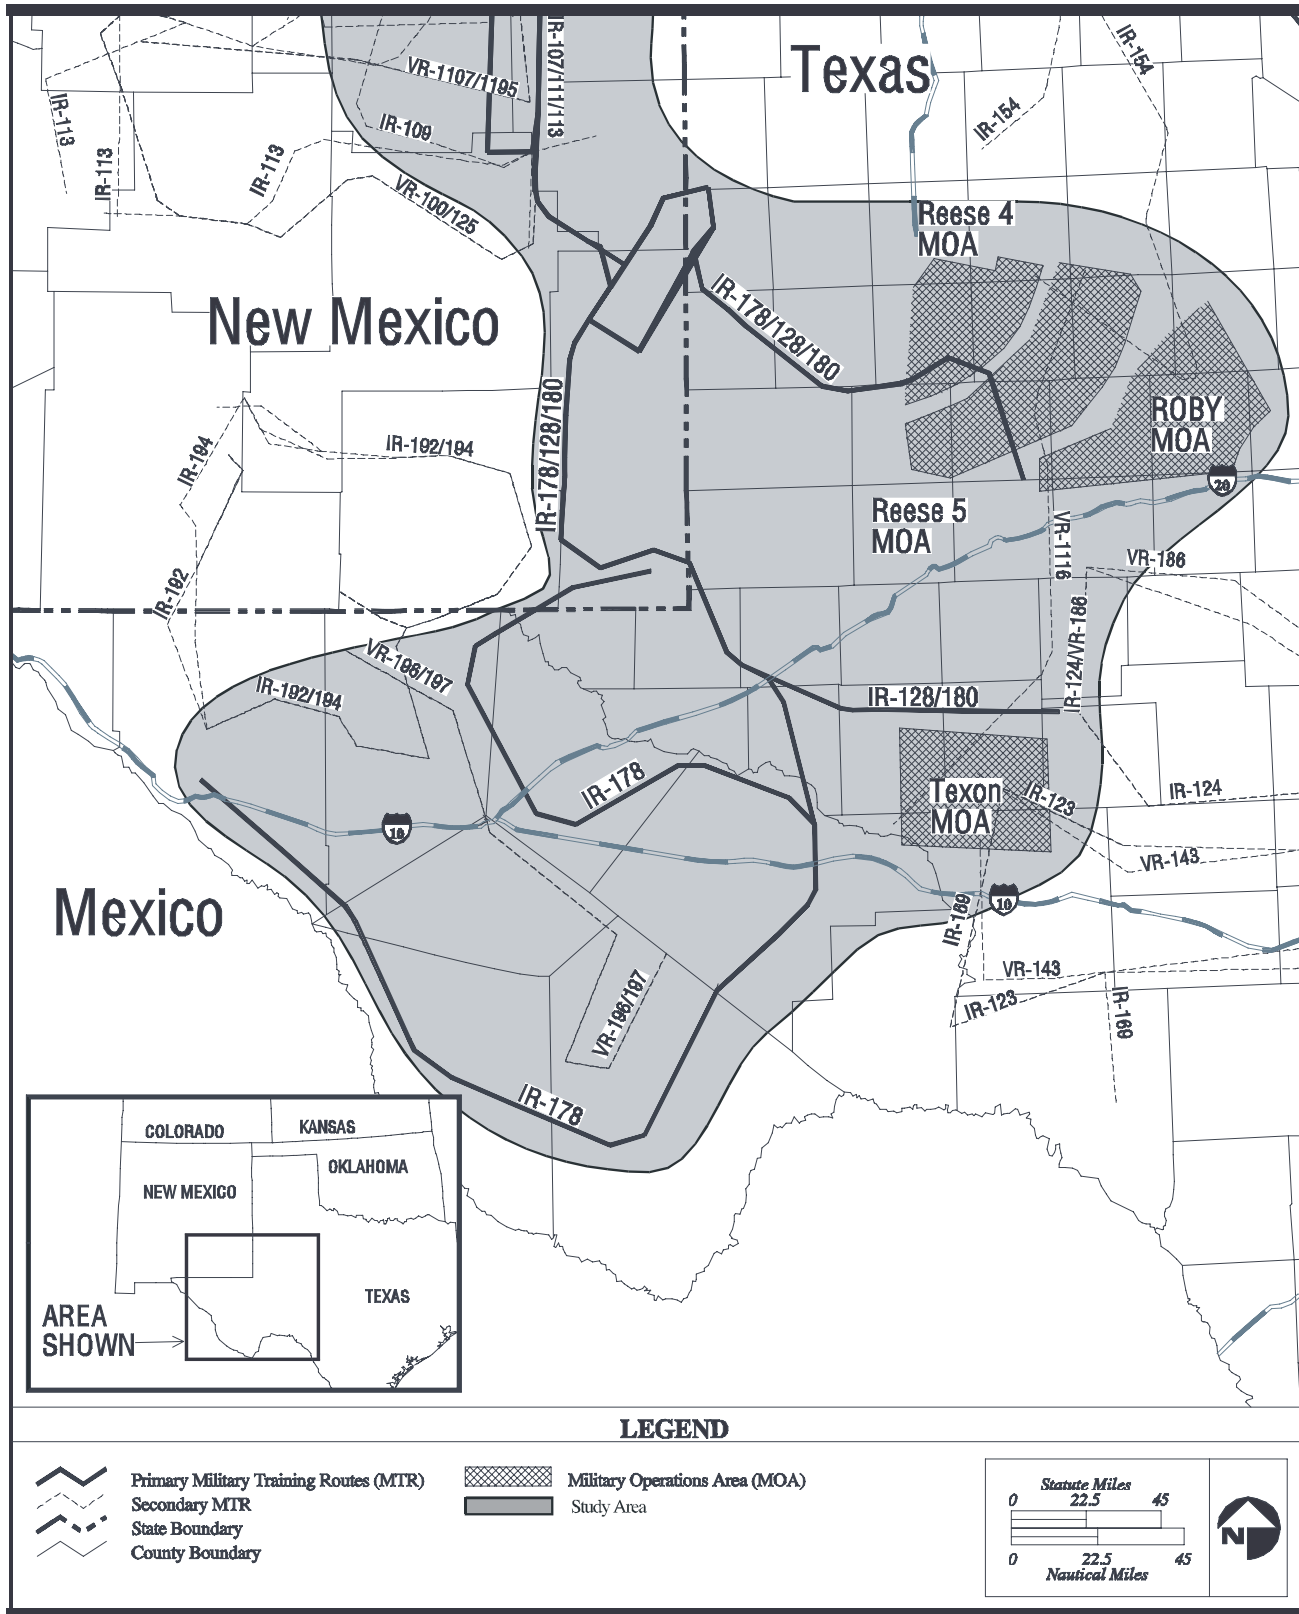 Texas
IR-154
IR-154
VR-1107/1195
IR-107/111/113
IR-109
IR-113
IR-113
IR-113
VR-100/125
Reese 4
MOA
New Mexico
IR-178/128/180
IR-178/128/180
ROBY
MOA
IR-194
IR-192/194
20
Reese 5
MOA
VR-1116
VR-186
IR-192
IR-124/VR-186
VR-196/197
IR-192/194
IR-128/180
IR-178
Texon
MOA
IR-123
IR-124
10
VR-143
Mexico
10
IR-169
VR-143
IR-123
IR-169
VR-196/197
IR-178
COLORADO
KANSAS
OKLAHOMA
NEW MEXICO
TEXAS
AREA
SHOWN
LEGEND
Primary Military Training Routes (MTR)
Secondary MTR
State Boundary
County Boundary
Military Operations Area (MOA)
Study Area
Statute Miles
0 22.5 45
0 22.5 45
Nautical Miles
N